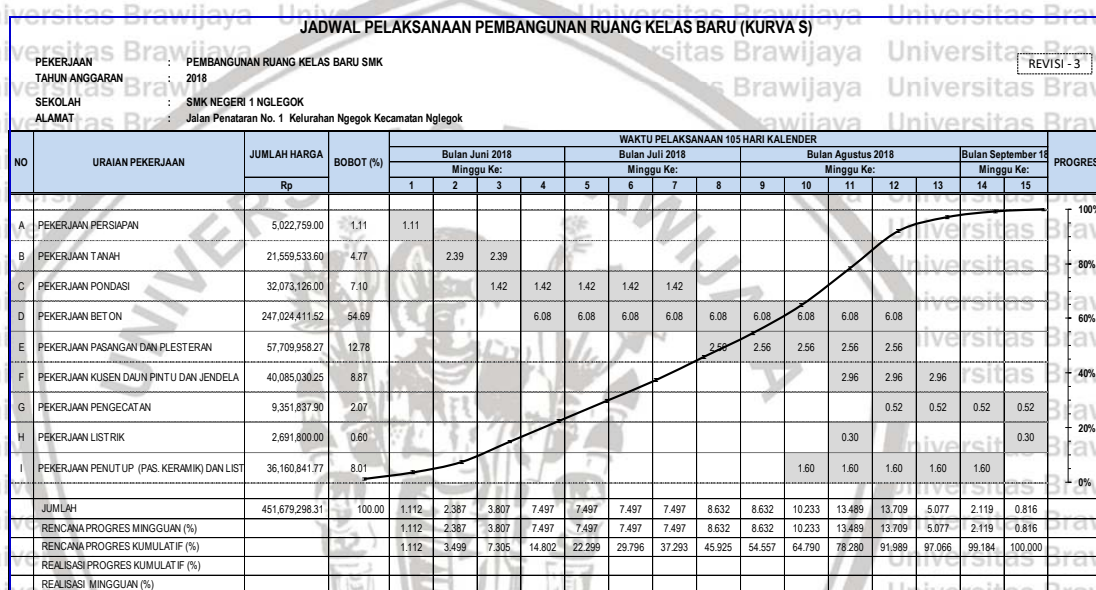 JADWAL PELAKSANAAN PEMBANGUNAN RUANG KELAS BARU (KURVA S)
PEKERJAAN : PEMBANGUNAN RUANG KELAS BARU SMK
REVISI - 3
TAHUN ANGGARAN : 2018
SEKOLAH : SMK NEGERI 1 NGLEGOK
ALAMAT : Jalan Penataran No. 1 Kelurahan Ngegok Kecamatan Nglegok
NO URAIAN PEKERJAAN JUMLAH HARGA BOBOT (%) WAKTU PELAKSANAAN 105 HARI KALENDER PROGRES
Bulan Juni 2018 Bulan Juli 2018 Bulan Agustus 2018 Bulan September 18
Minggu Ke: Minggu Ke: Minggu Ke: Minggu Ke:
Rp 1 2 3 4 5 6 7 8 9 10 11 12 13 14 15
100%
A PEKERJAAN PERSIAPAN 5,022,759.00 1.11 1.11
B PEKERJAAN TANAH 21,559,533.60 4.77 2.39 2.39
80%
C PEKERJAAN PONDASI 32,073,126.00 7.10 1.42 1.42 1.42 1.42 1.42
D PEKERJAAN BETON 247,024,411.52 54.69 6.08 6.08 6.08 6.08 6.08 6.08 6.08 6.08 6.08
60%
E PEKERJAAN PASANGAN DAN PLESTERAN 57,709,958.27 12.78 2.56 2.56 2.56 2.56 2.56
F PEKERJAAN KUSEN DAUN PINTU DAN JENDELA 40,085,030.25 8.87 2.96 2.96 2.96
40%
G PEKERJAAN PENGECATAN 9,351,837.90 2.07 0.52 0.52 0.52 0.52
20%
H PEKERJAAN LISTRIK 2,691,800.00 0.60 0.30 0.30
I PEKERJAAN PENUTUP (PAS. KERAMIK) DAN LIST 36,160,841.77 8.01 1.60 1.60 1.60 1.60 1.60
0%
JUMLAH 451,679,298.31 100.00 1.112 2.387 3.807 7.497 7.497 7.497 7.497 8.632 8.632 10.233 13.489 13.709 5.077 2.119 0.816
RENCANA PROGRES MINGGUAN (%) 1.112 2.387 3.807 7.497 7.497 7.497 7.497 8.632 8.632 10.233 13.489 13.709 5.077 2.119 0.816
RENCANA PROGRES KUMULATIF (%) 1.112 3.499 7.305 14.802 22.299 29.796 37.293 45.925 54.557 64.790 78.280 91.989 97.066 99.184 100.000
REALISASI PROGRES KUMULATIF (%)
REALISASI MINGGUAN (%)